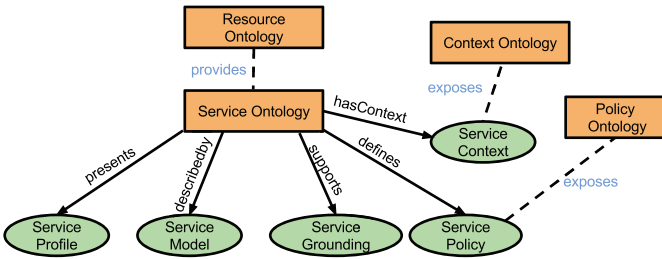 Resource
Ontology
Context Ontology
provides
exposes
Service Ontology
hasContext
Policy
Ontology
Service
Context
presents
describedby
supports
defines
exposes
Service
Profile
Service
Model
Service
Grounding
Service
Policy